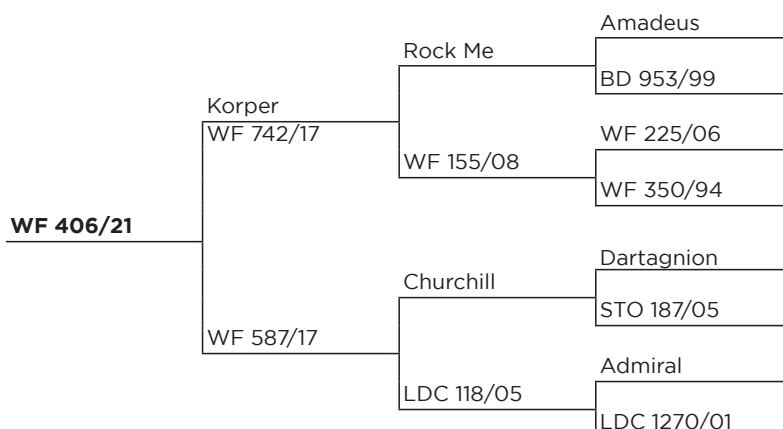 Amadeus
Rock Me
BD 953/99
Korper
WF 742/17
WF 225/06
WF 155/08
WF 350/94
WF 406/21
Dartagnion
Churchill
STO 187/05
WF 587/17
Admiral
LDC 118/05
LDC 1270/01